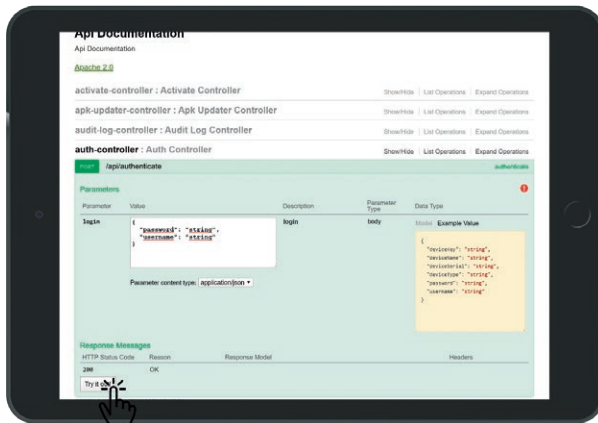 Api Documentation
Api Documentation
Apache 2.0
activate-controller : Activate Controller Show/Hide List Operations Expand Operations
apk-updater-controller : Apk Updater Controller Show/Hide List Operations Expand Operations
audit-log-controller : Audit Log Controller Show/Hide List Operations Expand Operations
auth-controller : Auth Controller Show/Hide List Operations Expand Operations
POST /api/authenticate authenticate
Parameters
Parameter Value Description Parameter Type Data Type
login login body Model Example Value
{
"password": "string",
"username": "string"
}
Parameter content type: application/json
{
"deviceKey": "string",
"deviceName": "string",
"deviceSerial": "string",
"deviceType": "string",
"password": "string",
"username": "string"
}
Response Messages
HTTP Status Code Reason Response Model Headers
200 OK
Try it